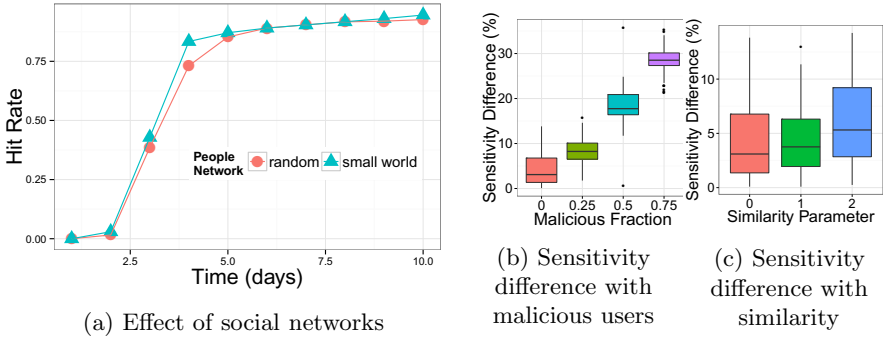 Hit Rate
0.75
0.50
0.25
0.00
People
Network
random
small world
2.5
5.0
7.5
10.0
Time (days)
(a) Effect of social networks
Sensitivity Difference (%)
30
20
10
0
0
0.25
0.5
0.75
Malicious Fraction
(b) Sensitivity
difference with
malicious users
Sensitivity Difference (%)
10
5
0
0
1
2
Similarity Parameter
(c) Sensitivity
difference with
similarity